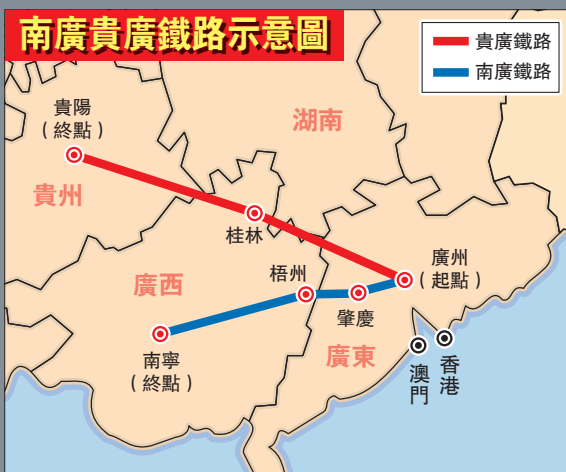 南廣貴廣鐵路示意圖
貴廣鐵路
南廣鐵路
貴陽
（終點）
湖南
貴州
桂林
廣州
（起點）
廣西
梧州
肇慶
南寧
（終點）
廣東
澳門
香港